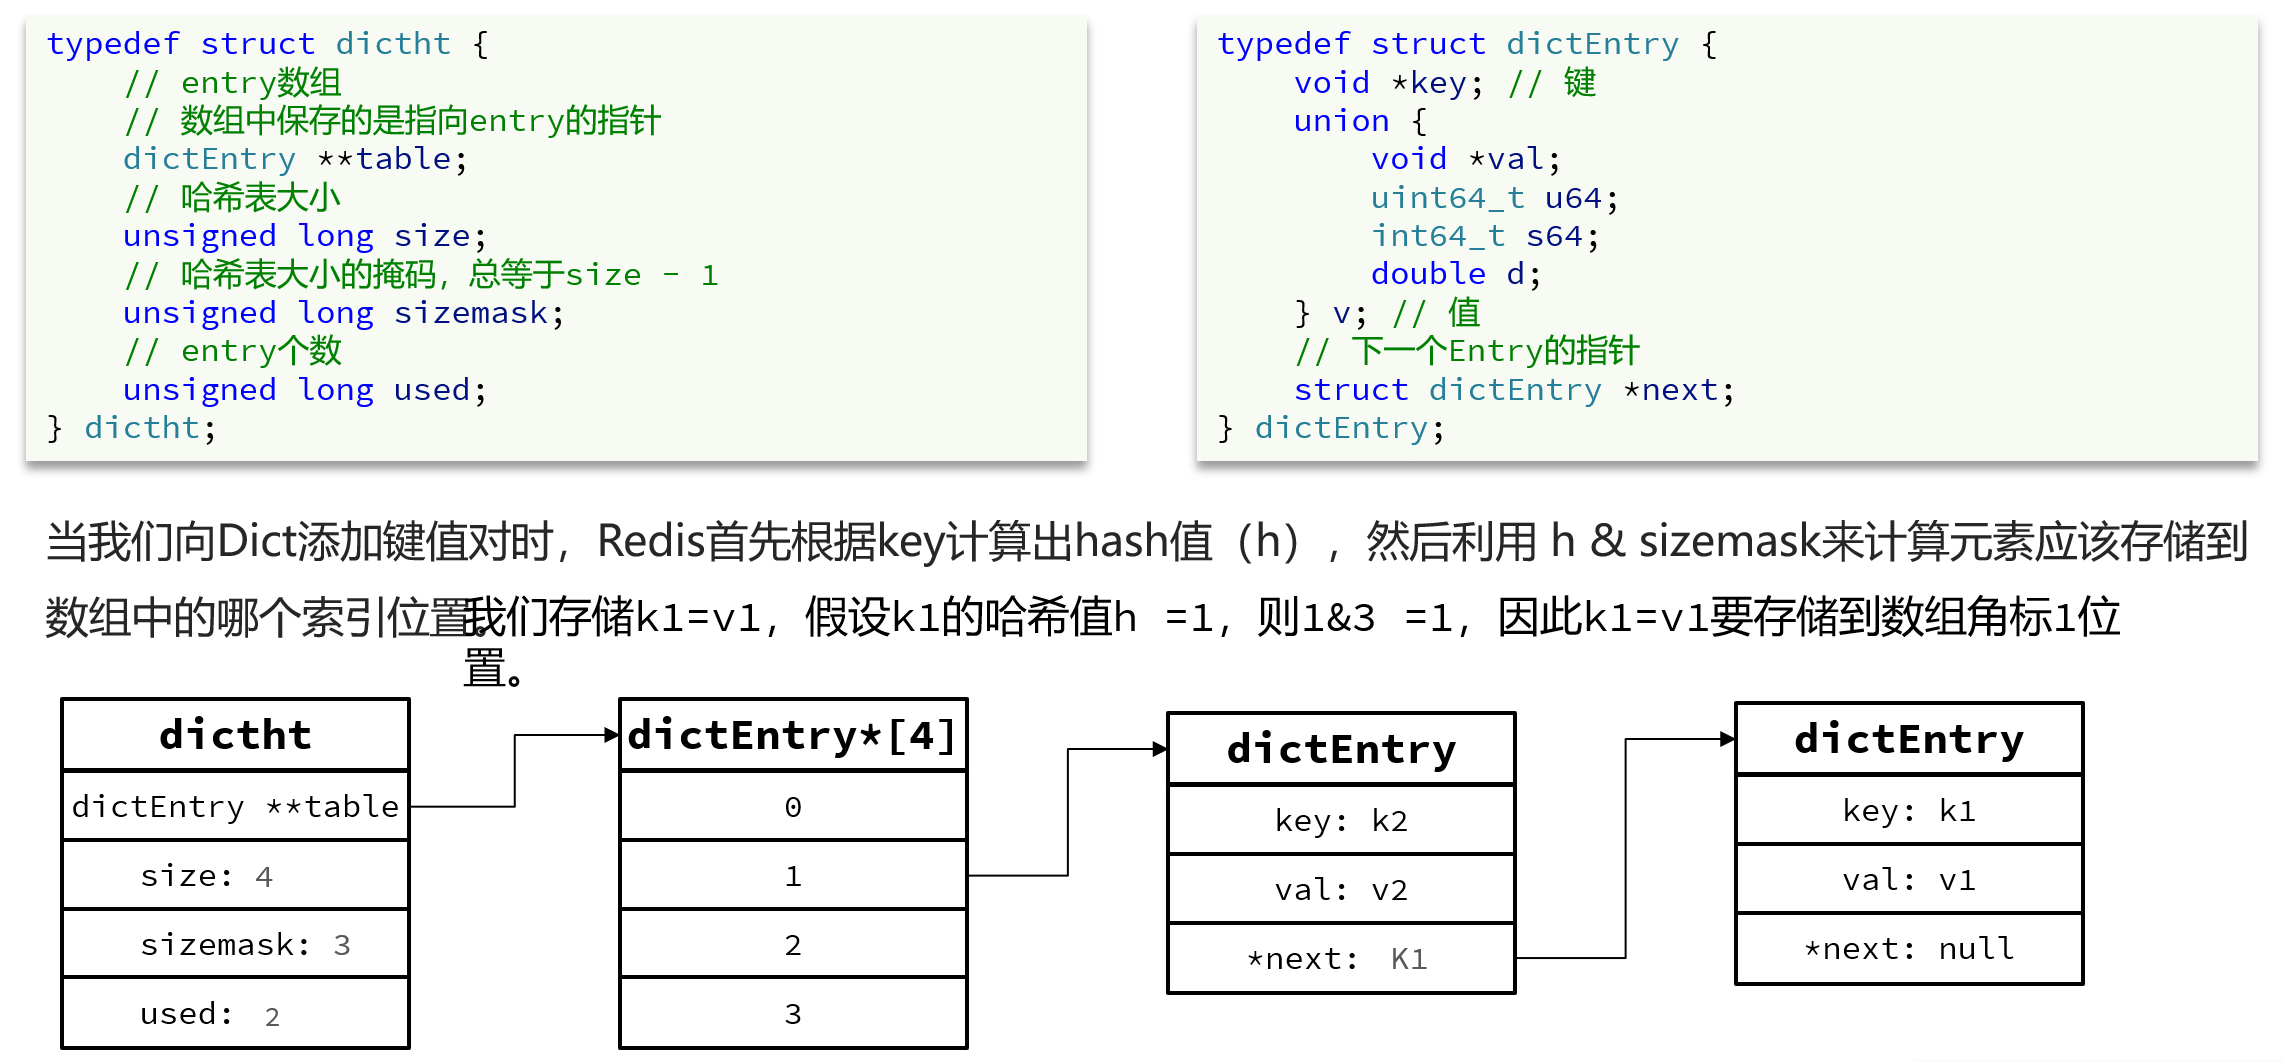 typedef struct dictht {
// entry数组
// 数组中保存的是指向entry的指针
dictEntry **table;
// 哈希表大小
unsigned long size;
// 哈希表大小的掩码，总等于size - 1
unsigned long sizemask;
// entry个数
unsigned long used;
} dictht;
typedef struct dictEntry {
void *key; // 键
union {
void *val;
uint64_t u64;
int64_t s64;
double d;
} v; // 值
// 下一个Entry的指针
struct dictEntry *next;
} dictEntry;
当我们向Dict添加键值对时，Redis首先根据key计算出hash值（h），然后利用 h & sizemask来计算元素应该存储到
数组中的哪个索引位置。
我们存储k1=v1，假设k1的哈希值h =1，则1&3 =1，因此k1=v1要存储到数组角标1位
置。
dictht
dictEntry **table
size: 4
sizemask: 3
used: 2
dictEntry*[4]
0
1
2
3
dictEntry
key: k2
val: v2
*next: K1
dictEntry
key: k1
val: v1
*next: null